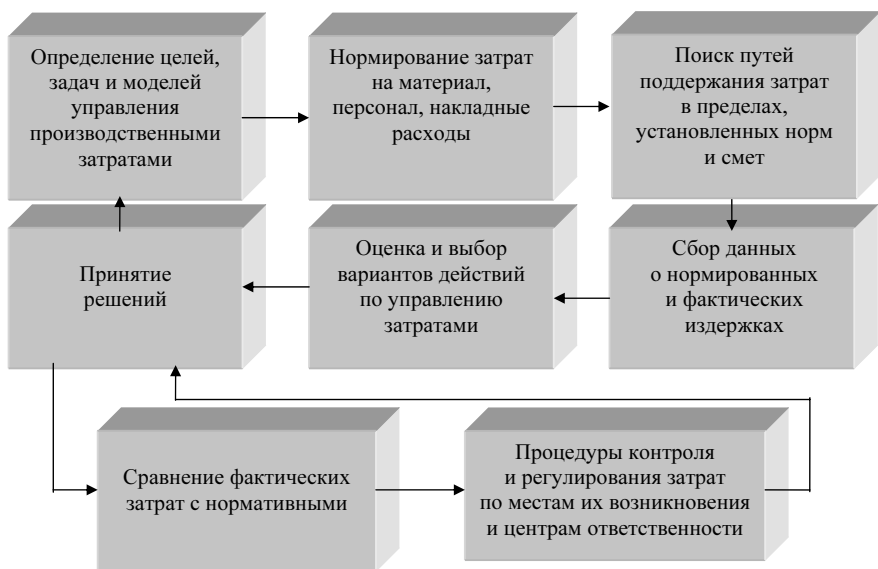 Определение целей,
задач и моделей
управления
производственными
затратами
Нормирование затрат
на материал,
персонал, накладные
расходы
Поиск путей
поддержания затрат
в пределах,
установленных норм
и смет
Принятие
решений
Оценка и выбор
вариантов действий
по управлению
затратами
Сбор данных
о нормированных
и фактических
издержках
Сравнение фактических
затрат с нормативными
Процедуры контроля
и регулирования затрат
по местам их возникновения
и центрам ответственности